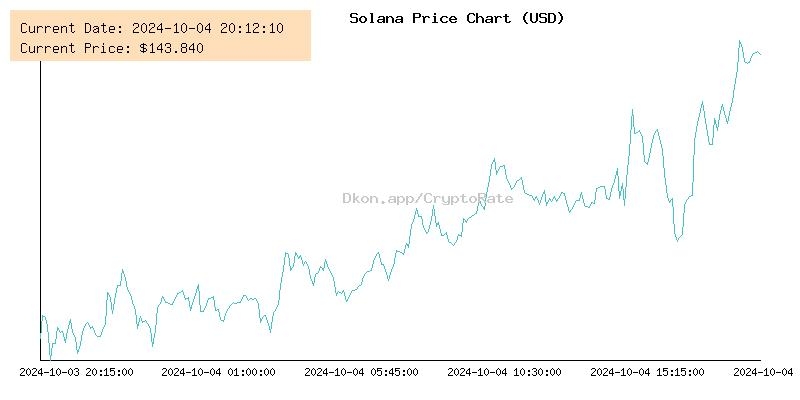 Solana Price Chart (USD)
Current Date: 2024-10-04 20:12:10
Current Price: $143.840
Dkon.app/CryptoRate
2024-10-03 20:15:00 2024-10-04 01:00:00 2024-10-04 05:45:00 2024-10-04 10:30:00 2024-10-04 15:15:00 2024-10-04